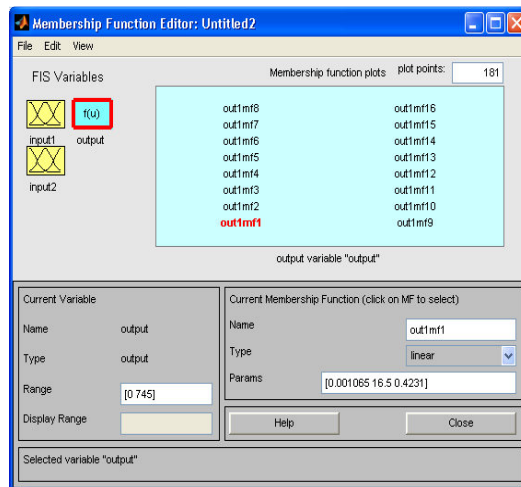 Membership Function Editor: Untitled2
File Edit View
FIS Variables
Membership function plots plot points: 181
f(u)
input1 output
input2
out1mf8 out1mf16
out1mf7 out1mf15
out1mf6 out1mf14
out1mf5 out1mf13
out1mf4 out1mf12
out1mf3 out1mf11
out1mf2 out1mf10
out1mf1 out1mf9
output variable "output"
Current Variable
Name output
Type output
Range [0 745]
Display Range
Current Membership Function (click on MF to select)
Name out1mf1
Type linear
Params [0.001065 16.5 0.4231]
Help Close
Selected variable "output"